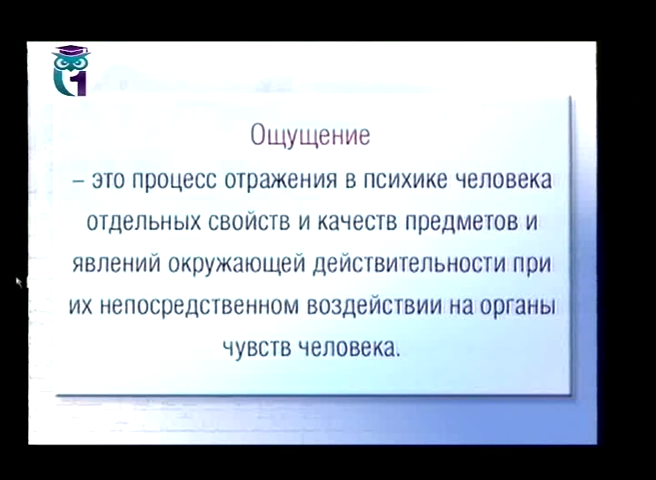 1
Ощущение
– это процесс отражения в психике человека
отдельных свойств и качеств предметов и
явлений окружающей действительности при
их непосредственном воздействии на органы
чувств человека.